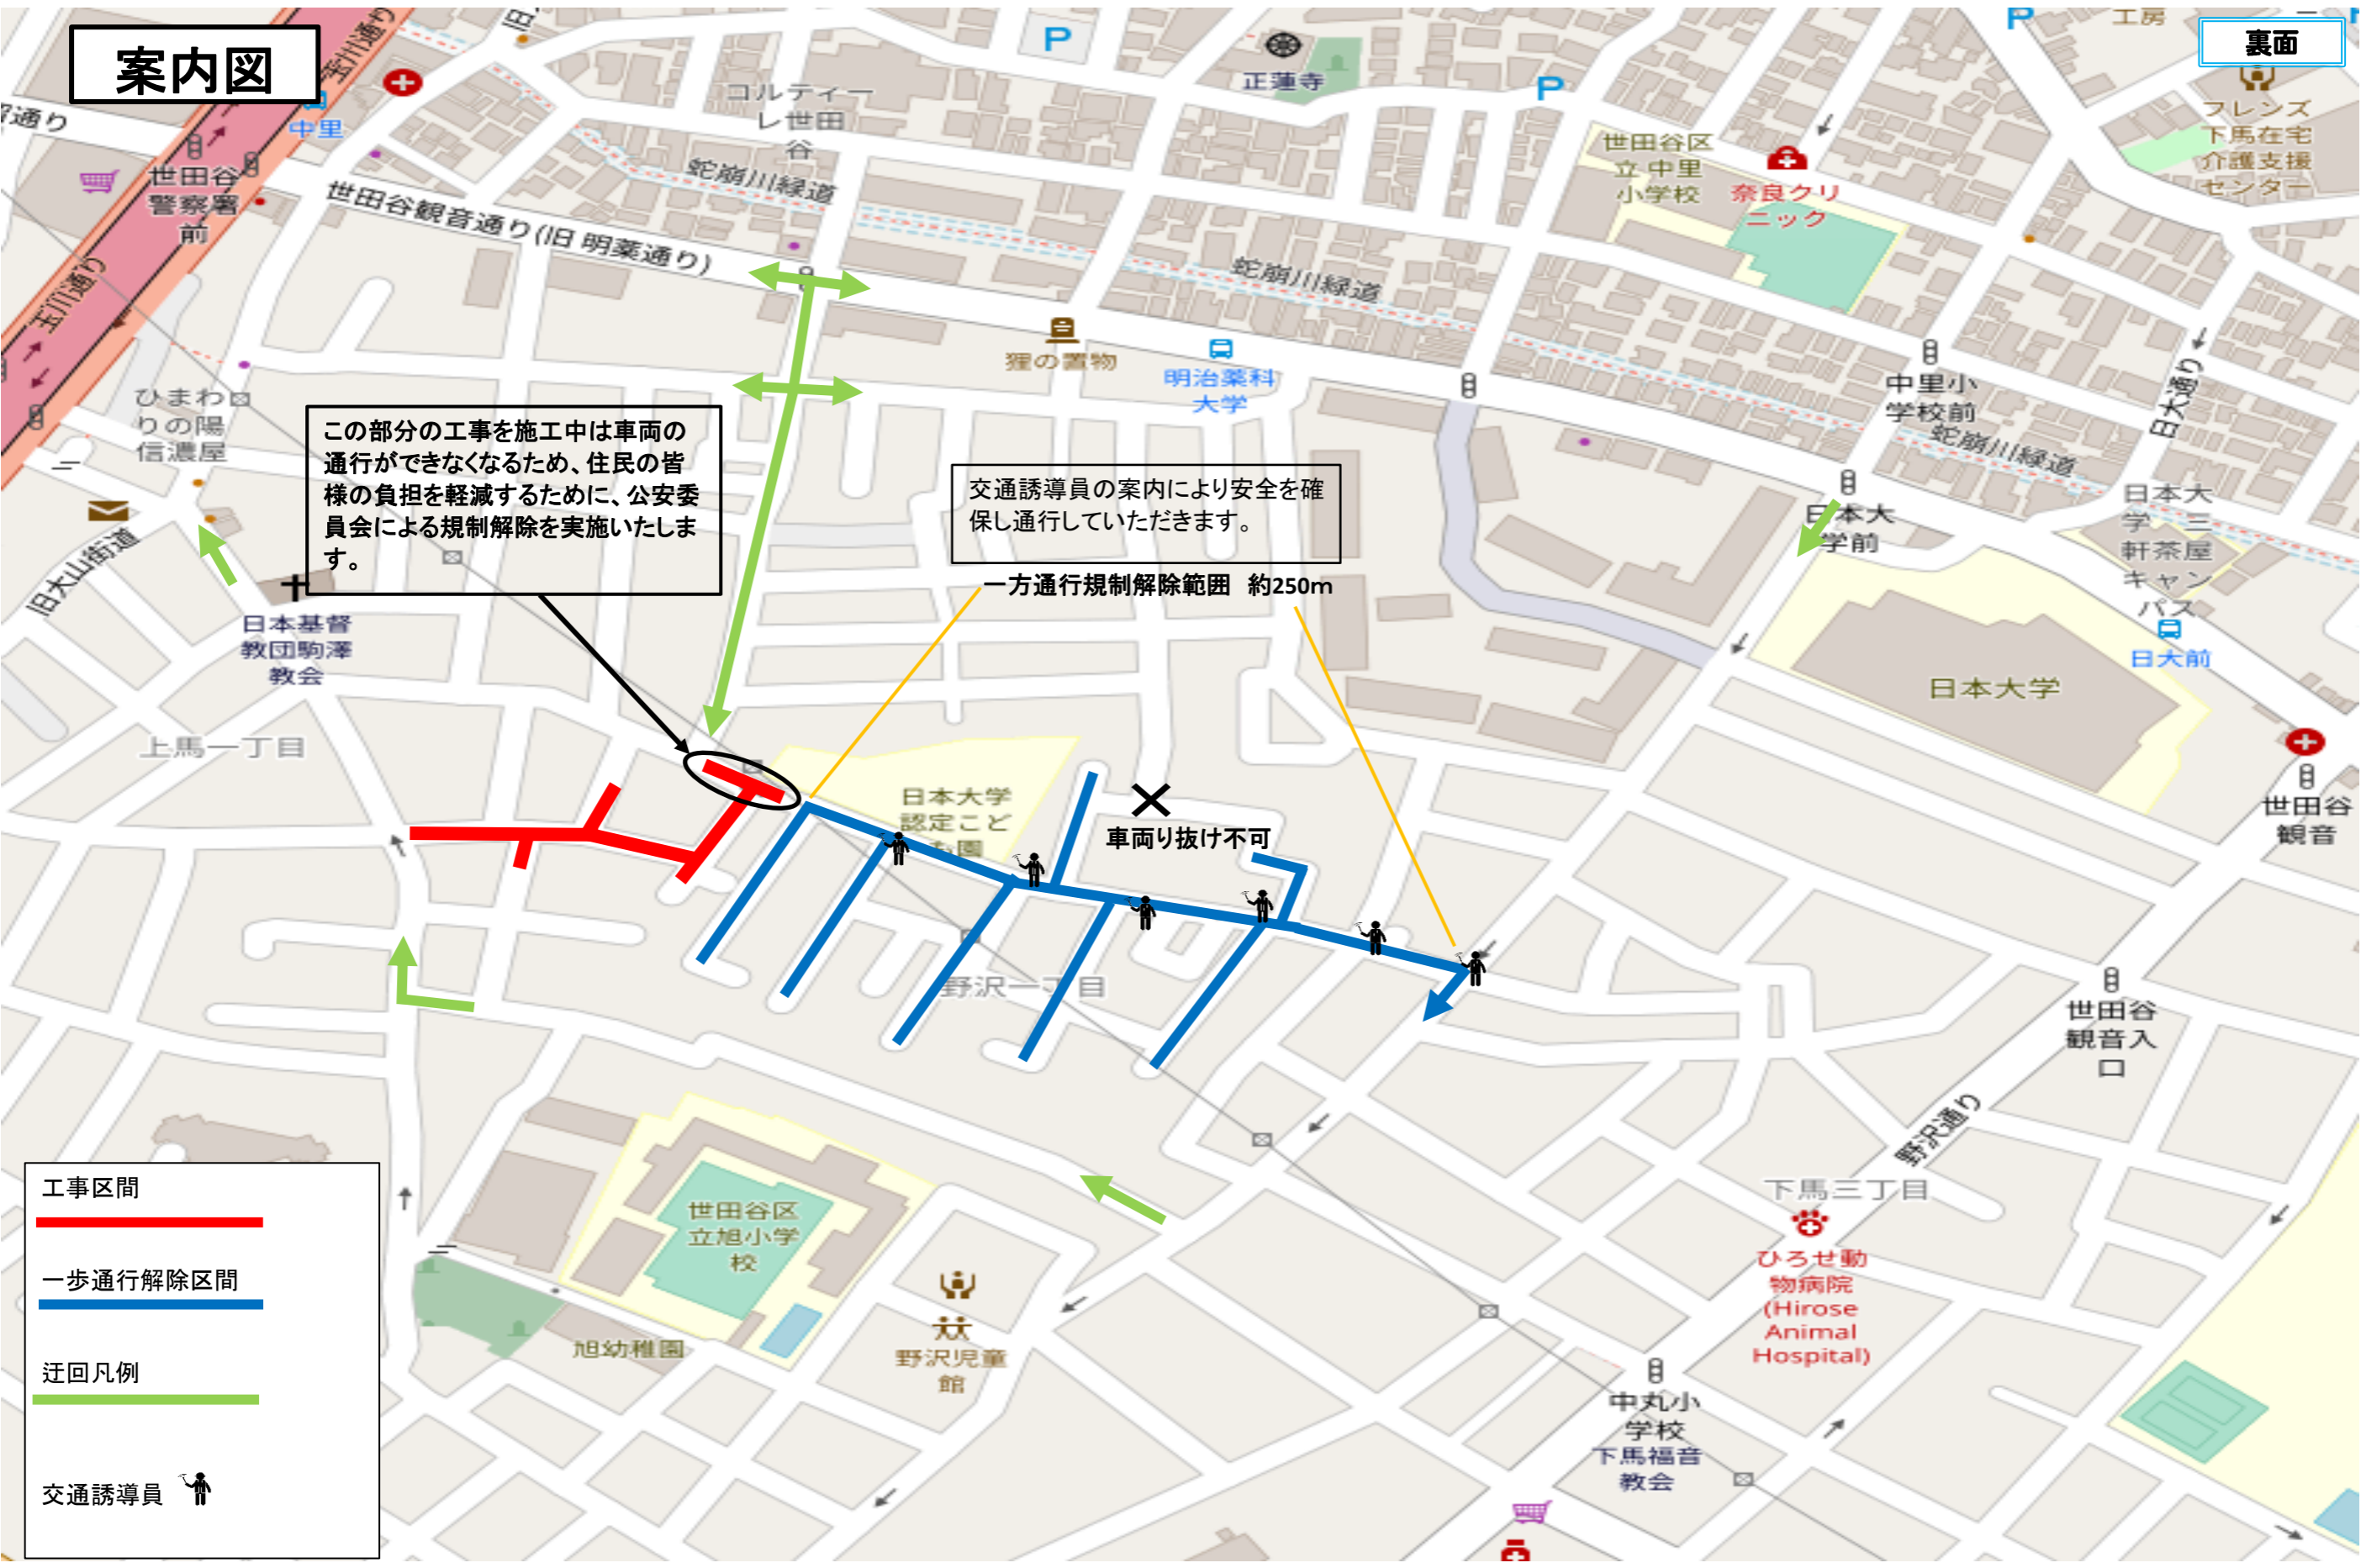 案内図
裏面
旧
玉川通り
中里
習通り
世田谷
警察署
前
玉川通り
世田谷観音通り(旧 明薬通り)
コルティー
レ世田
谷
蛇崩川緑道
正蓮寺
P
P
P
工房
世田谷区
立中里
小学校
奈良クリ
ニック
フレンズ
下馬在宅
介護支援
センター
蛇崩川緑道
狸の置物
明治薬科
大学
中里小
学校前
日大通り
蛇崩川緑道
ひまわ
りの陽
信濃屋
この部分の工事を施工中は車両の
通行ができなくなるため、住民の皆
様の負担を軽減するために、公安委
員会による規制解除を実施いたしま
す。
交通誘導員の案内により安全を確
保し通行していただきます。
一方通行規制解除範囲 約250m
日本大
学前
日本大
学 三
軒茶屋
キャン
パス
日大前
日本大学
旧大山街道
日本基督
教団駒澤
教会
上馬一丁目
日本大学
認定こど
も園
車両り抜け不可
世田谷
観音
野沢一丁目
世田谷
観音入
口
野沢通り
下馬三丁目
ひろせ動
物病院
(Hirose
Animal
Hospital)
世田谷区
立旭小学
校
旭幼稚園
野沢児童
館
中丸小
学校
下馬福音
教会
工事区間
一歩通行解除区間
迂回凡例
交通誘導員